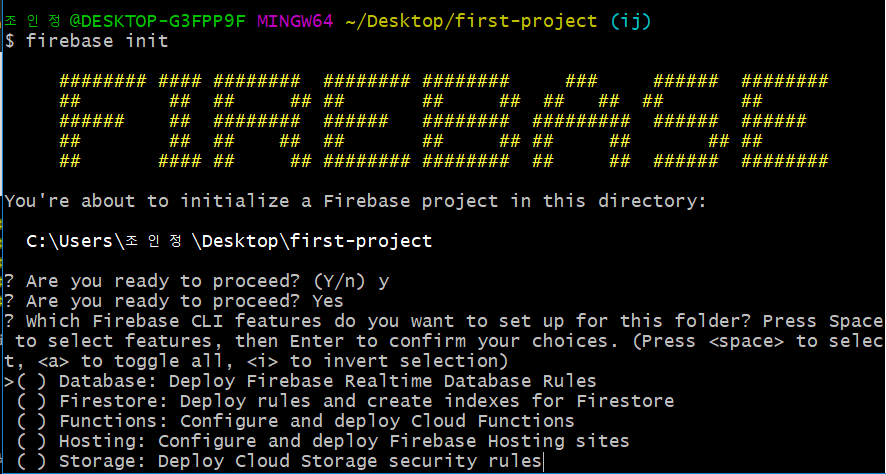 조 인 정 @DESKTOP-G3FPP9F MINGW64 ~/Desktop/first-project (ij)
$ firebase init
FIREBASE
You're about to initialize a Firebase project in this directory:
C:\Users\조 인 정 \Desktop\first-project
? Are you ready to proceed? (Y/n) y
? Are you ready to proceed? Yes
? Which Firebase CLI features do you want to set up for this folder? Press Space
 to select features, then Enter to confirm your choices. (Press <space> to selec
t, <a> to toggle all, <i> to invert selection)
>( ) Database: Deploy Firebase Realtime Database Rules
 ( ) Firestore: Deploy rules and create indexes for Firestore
 ( ) Functions: Configure and deploy Cloud Functions
 ( ) Hosting: Configure and deploy Firebase Hosting sites
 ( ) Storage: Deploy Cloud Storage security rules